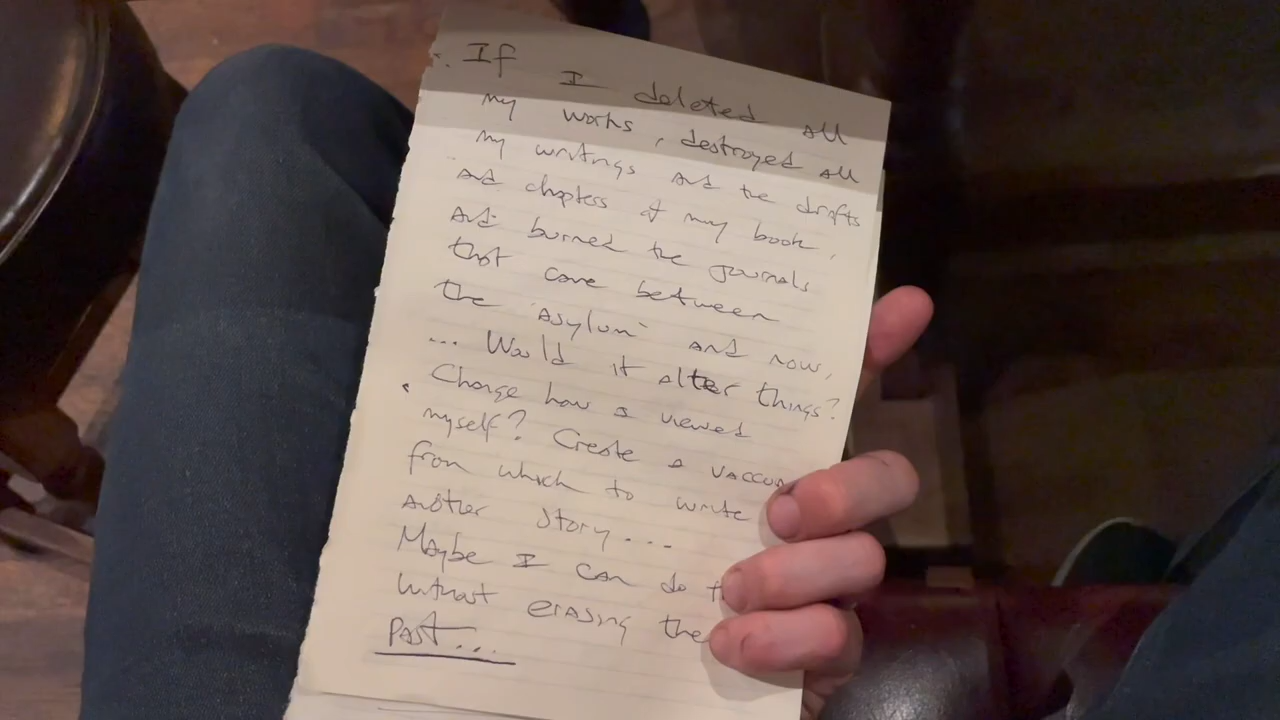 If I deleted all
my works, destroyed all
my writings and the drafts
and chapters of my book,
and burned the journals
that came between
the "asylum" and now,
... Would it alter things?
Change how I viewed
myself? Create a
from which to write
another story....
Maybe I can do
without erasing the
past...